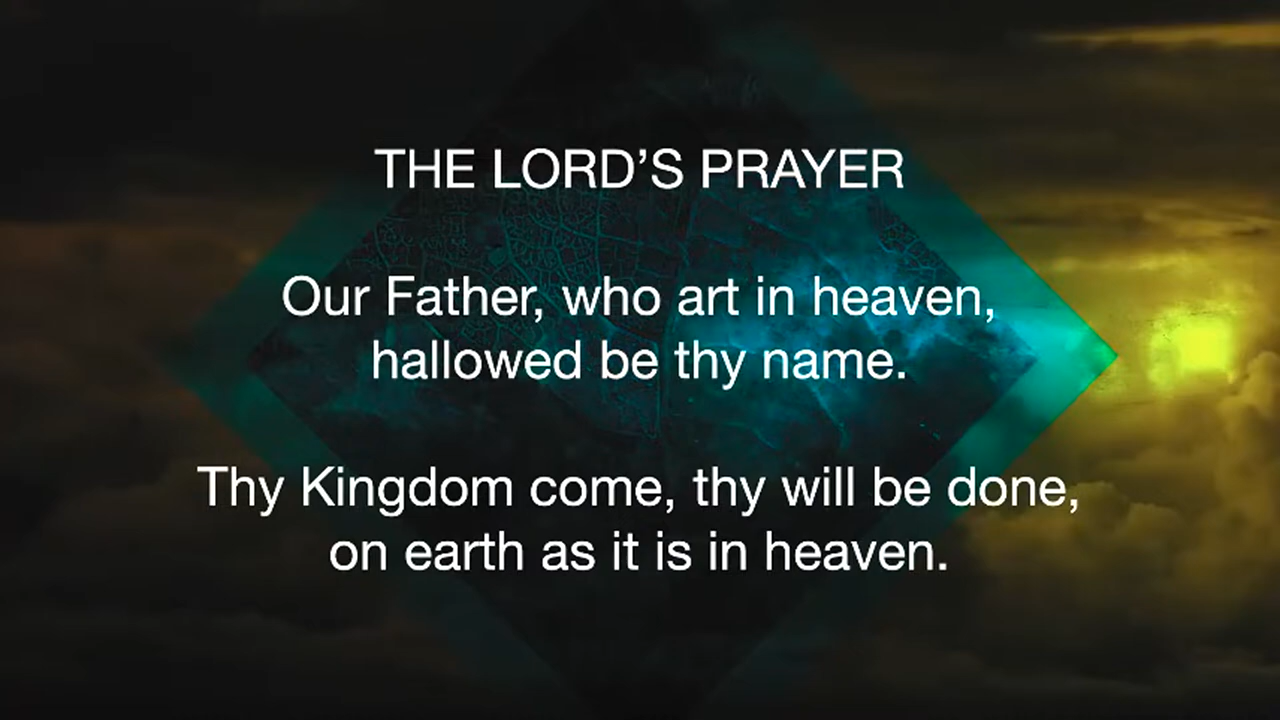 THE LORD’S PRAYER
Our Father, who art in heaven,
hallowed be thy name.
Thy Kingdom come, thy will be done,
on earth as it is in heaven.